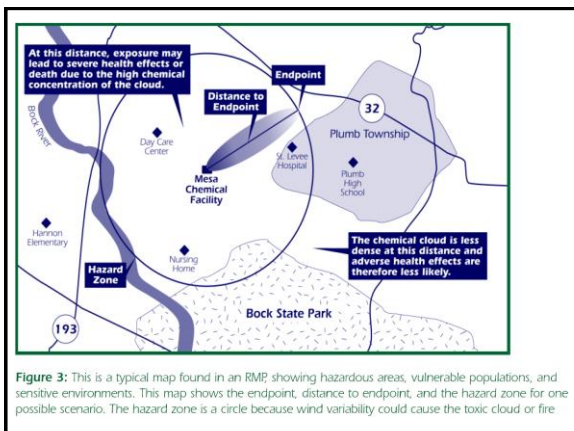 At this distance, exposure may
lead to severe health effects or
death due to the high chemical
concentration of the cloud.
Endpoint
Distance to
Endpoint
32
Plumb Township
Bock River
Day Care
Center
St. Levee
Hospital
Plumb
High
School
Mesa
Chemical
Facility
Hannon
Elementary
Nursing
Home
The chemical cloud is less
dense at this distance and
adverse health effects are
therefore less likely.
Hazard
Zone
Bock State Park
193
Figure 3: This is a typical map found in an RMP, showing hazardous areas, vulnerable populations, and
sensitive environments. This map shows the endpoint, distance to endpoint, and the hazard zone for one
possible scenario. The hazard zone is a circle because wind variability could cause the toxic cloud or fire